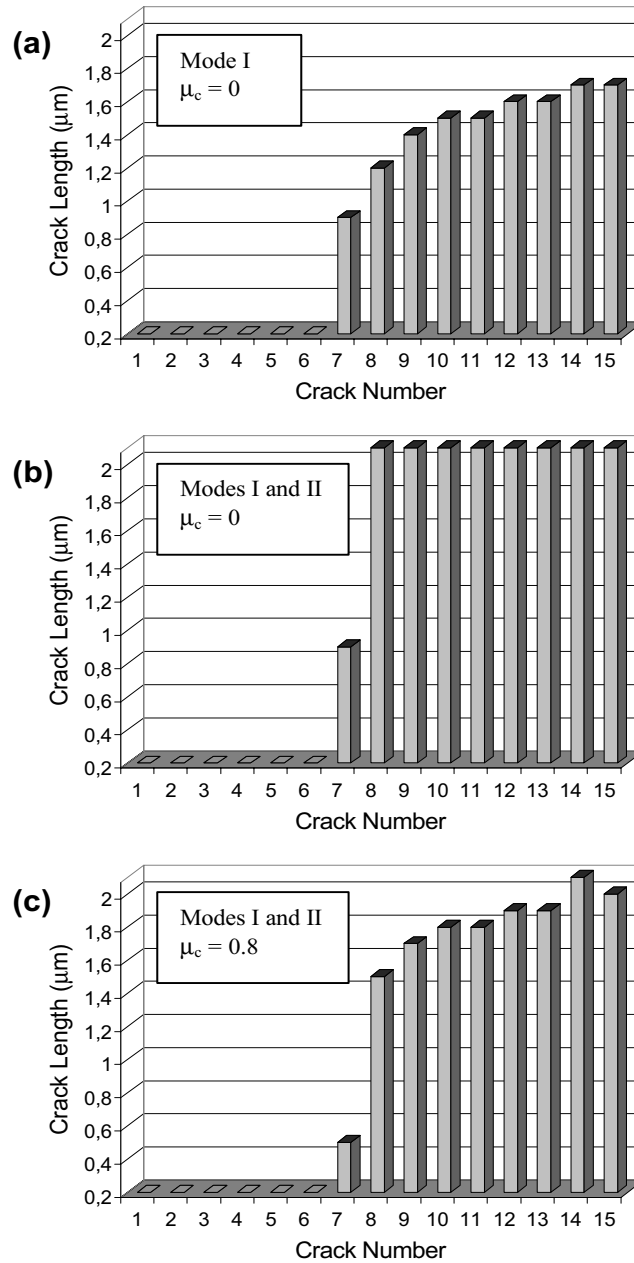 (a)
Mode I
μc = 0
Crack Length (μm)
2
1,8
1,6
1,4
1,2
1
0,8
0,6
0,4
0,2
1 2 3 4 5 6 7 8 9 10 11 12 13 14 15
Crack Number
(b)
Modes I and II
μc = 0
Crack Length (μm)
2
1,8
1,6
1,4
1,2
1
0,8
0,6
0,4
0,2
1 2 3 4 5 6 7 8 9 10 11 12 13 14 15
Crack Number
(c)
Modes I and II
μc = 0.8
Crack Length (μm)
2
1,8
1,6
1,4
1,2
1
0,8
0,6
0,4
0,2
1 2 3 4 5 6 7 8 9 10 11 12 13 14 15
Crack Number